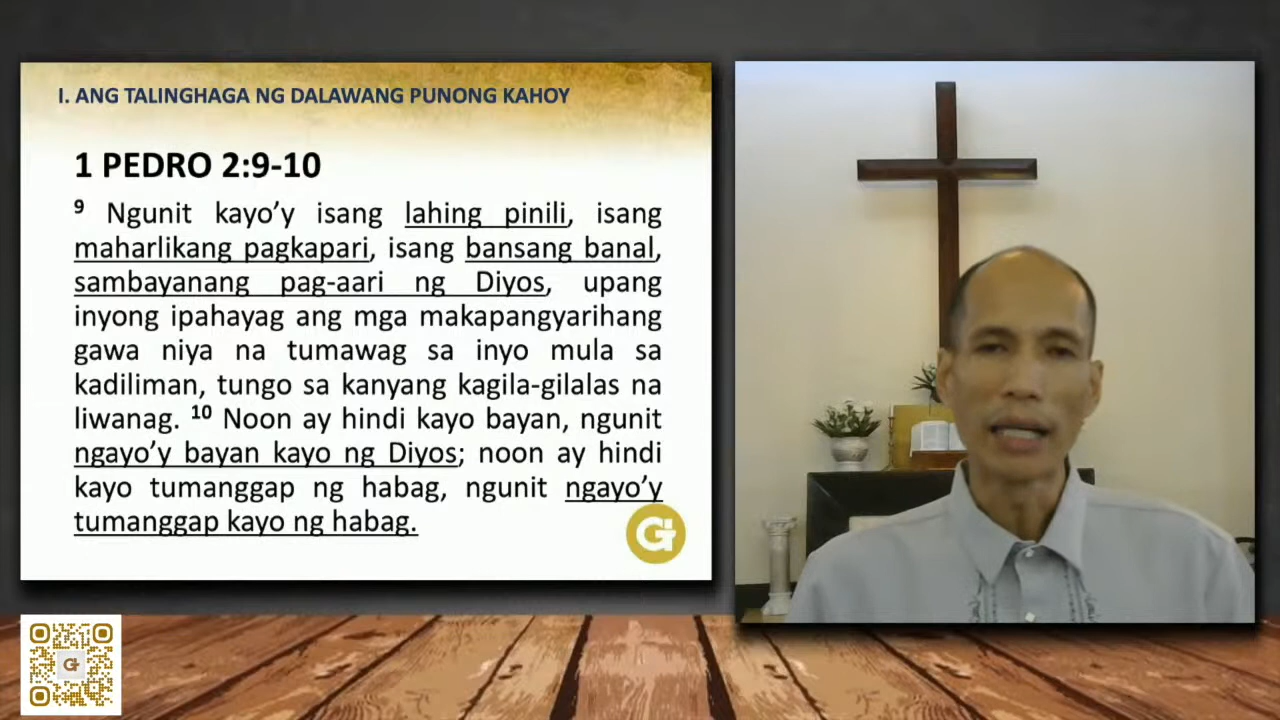 I. ANG TALINGHAGA NG DALAWANG PUNONG KAHOY
1 PEDRO 2:9-10
9 Ngunit kayo’y isang lahing pinili, isang
maharlikang pagkapari, isang bansang banal,
sambayanang pag-aari ng Diyos, upang
inyong ipahayag ang mga makapangyarihang
gawa niya na tumawag sa inyo mula sa
kadiliman, tungo sa kanyang kagila-gilalas na
liwanag. 10 Noon ay hindi kayo bayan, ngunit
ngayo’y bayan kayo ng Diyos; noon ay hindi
kayo tumanggap ng habag, ngunit ngayo’y
tumanggap kayo ng habag.